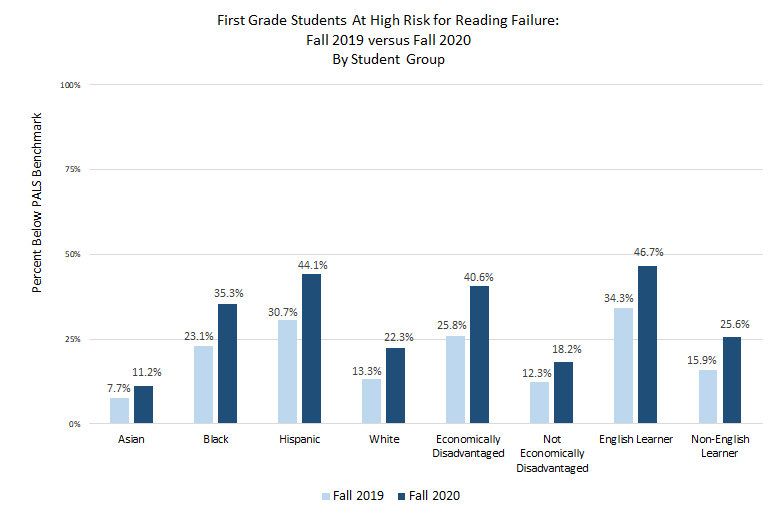 First Grade Students At High Risk for Reading Failure:
Fall 2019 versus Fall 2020
By Student Group
Percent Below PALS Benchmark
100%
75%
50%
25%
0%
7.7%
11.2%
23.1%
35.3%
30.7%
44.1%
13.3%
22.3%
25.8%
40.6%
12.3%
18.2%
34.3%
46.7%
15.9%
25.6%
Asian
Black
Hispanic
White
Economically
Disadvantaged
Not
Economically
Disadvantaged
English Learner
Non-English
Learner
Fall 2019
Fall 2020